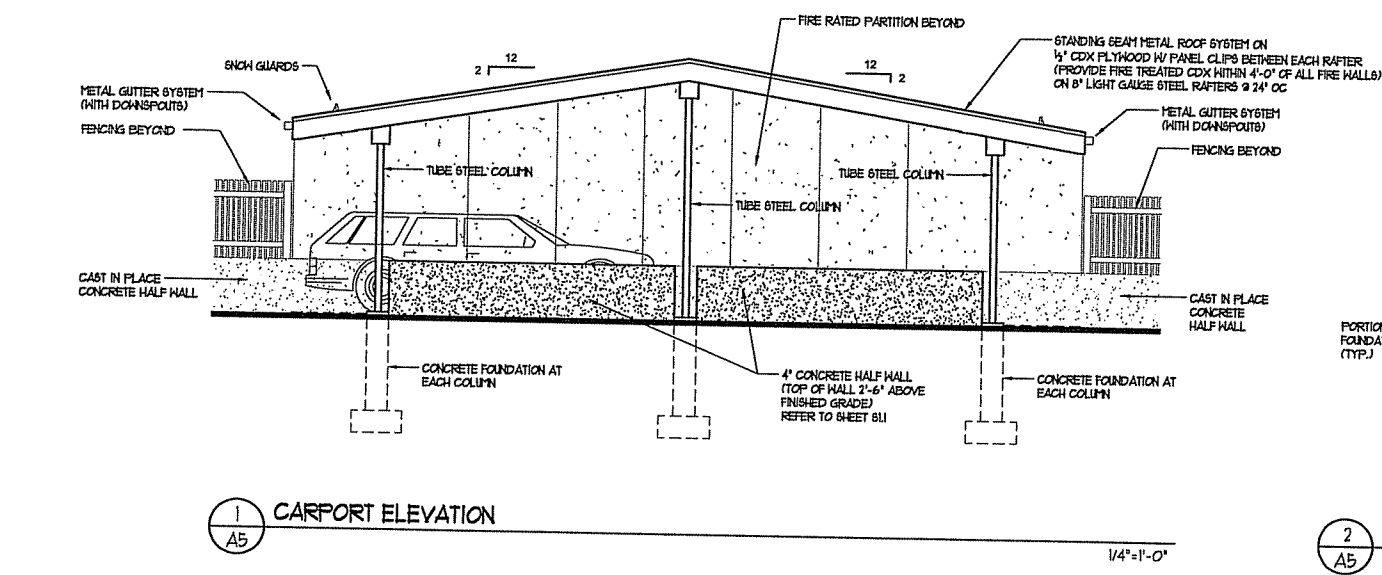 FIRE RATED PARTITION BEYOND
STANDING SEAM METAL ROOF SYSTEM ON
½" CDX PLYWOOD W/ PANEL CLIPS BETWEEN EACH RAFTER
(PROVIDE FIRE TREATED CDX WITHIN 4'-0" OF ALL FIRE WALLS)
ON 8" LIGHT GAUGE STEEL RAFTERS @ 24" OC
12
2
12
2
SNOW GUARDS
METAL GUTTER SYSTEM
(WITH DOWNSPOUTS)
FENCING BEYOND
METAL GUTTER SYSTEM
(WITH DOWNSPOUTS)
FENCING BEYOND
TUBE STEEL COLUMN
TUBE STEEL COLUMN
TUBE STEEL COLUMN
CAST IN PLACE
CONCRETE HALF WALL
CAST IN PLACE
CONCRETE
HALF WALL
PORTIO
FOUNDA
(TYP.)
CONCRETE FOUNDATION AT
EACH COLUMN
4" CONCRETE HALF WALL
(TOP OF WALL 2'-6" ABOVE
FINISHED GRADE)
REFER TO SHEET S1.1
CONCRETE FOUNDATION AT
EACH COLUMN
1
A5
CARPORT ELEVATION
1/4"=1'-0"
2
A5